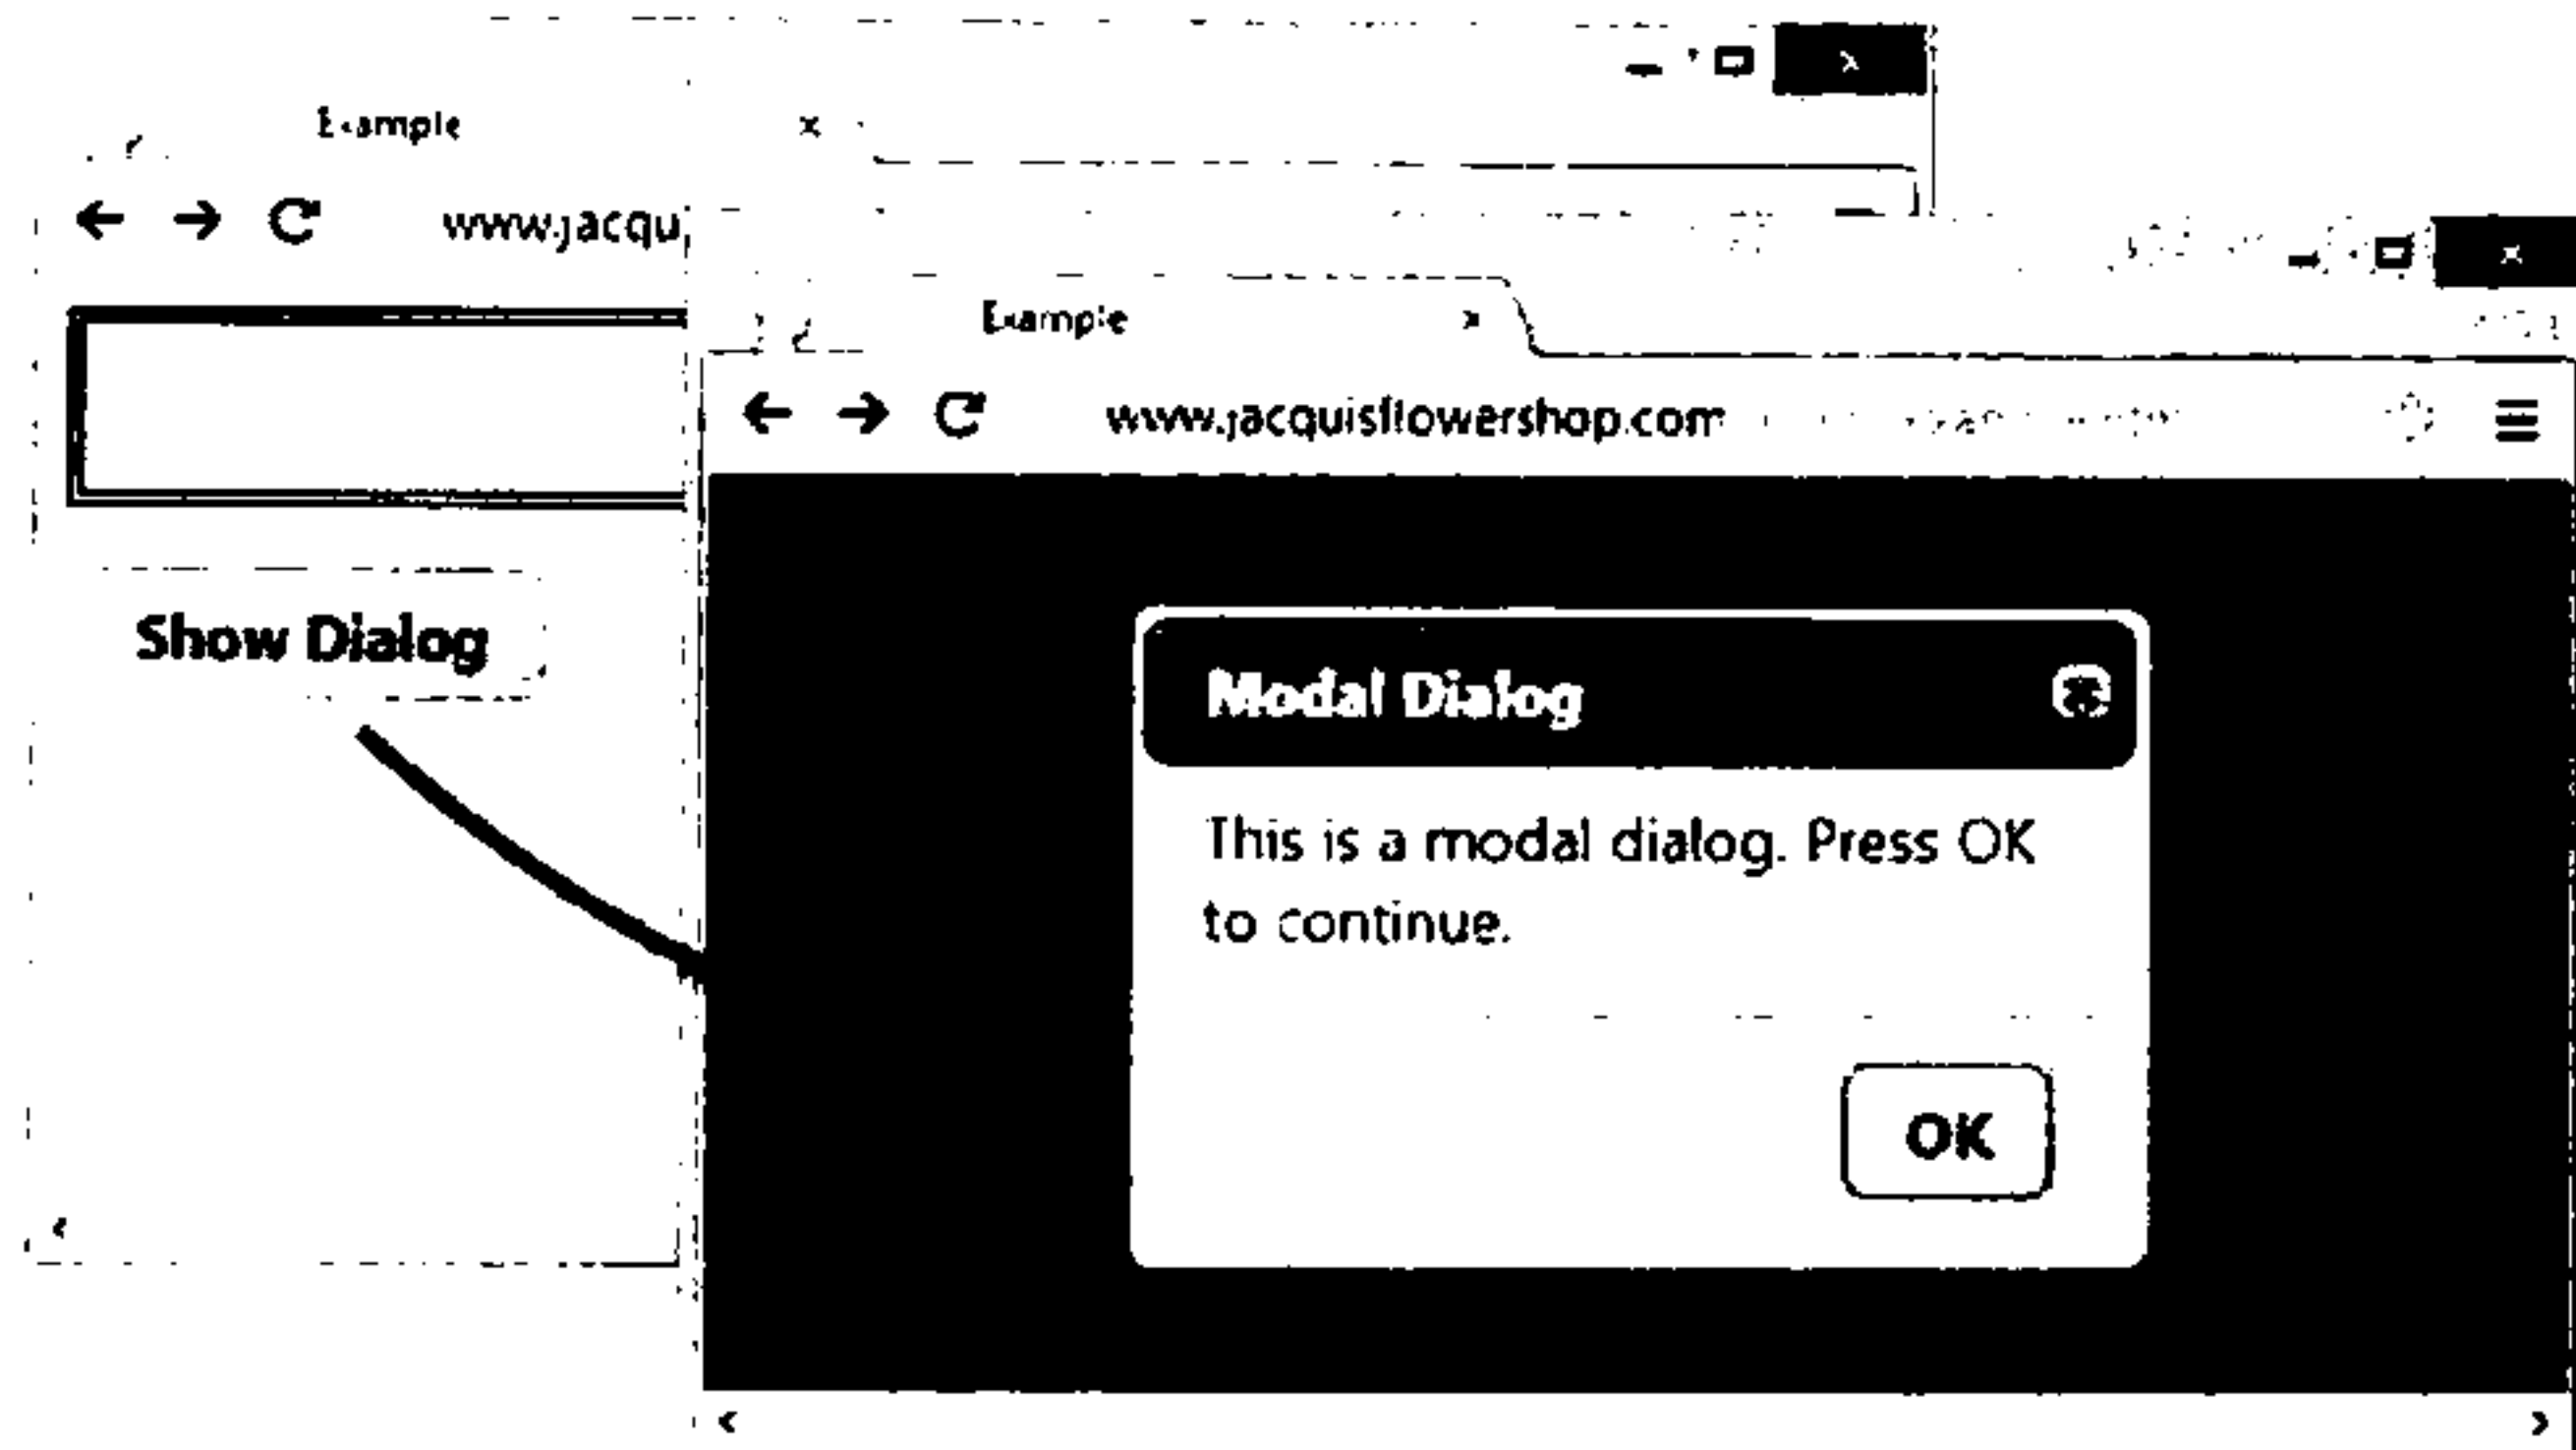 Example
www.jacqu
Show Dialog
Example
www.jacquisflowershop.com
Modal Dialog
This is a modal dialog. Press OK
to continue.
OK